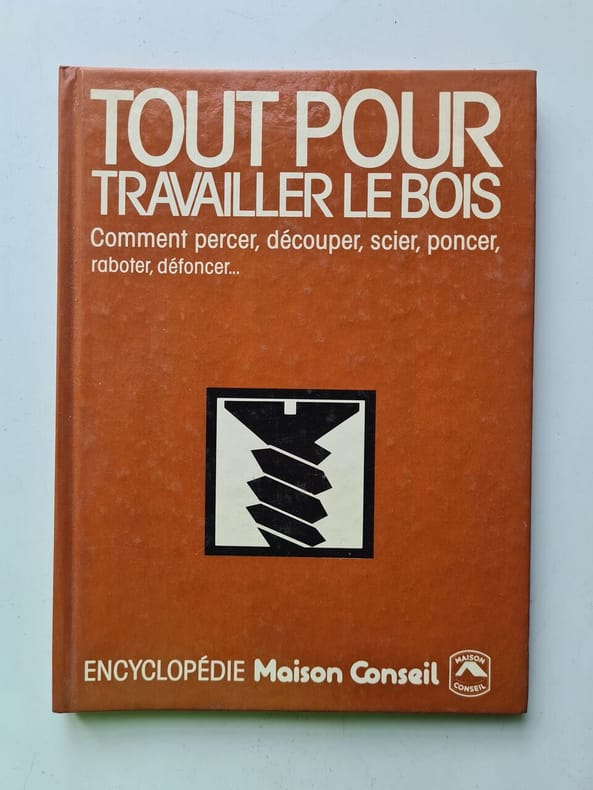 TOUT POUR
TRAVAILLER LE BOIS
Comment percer, découper, scier, poncer,
raboter, défoncer...
ENCYCLOPÉDIE Maison Conseil
MAISON
CONSEIL